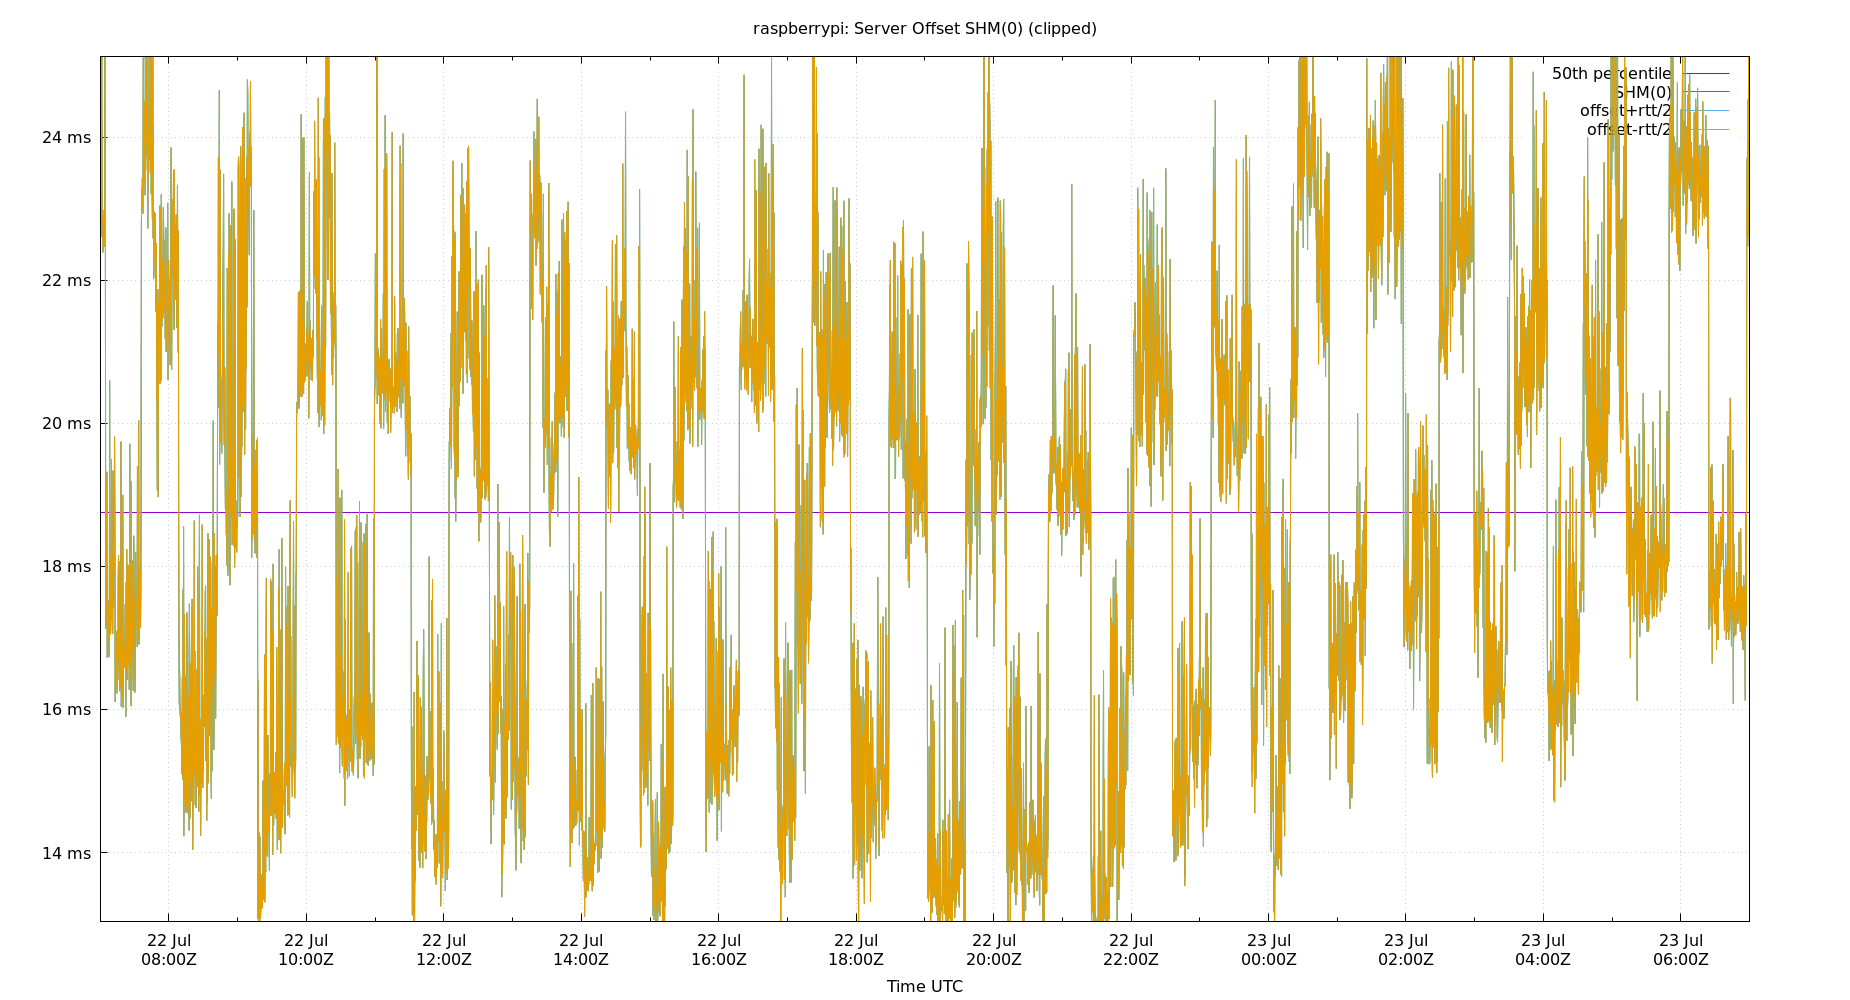 raspberrypi: Server Offset SHM(0) (clipped)
50th percentile
SHM(0)
offset+rtt/2
offset-rtt/2
24 ms
22 ms
20 ms
18 ms
16 ms
14 ms
22 Jul 22 Jul 22 Jul 22 Jul 22 Jul 22 Jul 22 Jul 22 Jul 23 Jul 23 Jul 23 Jul 23 Jul
08:00Z 10:00Z 12:00Z 14:00Z 16:00Z 18:00Z 20:00Z 22:00Z 00:00Z 02:00Z 04:00Z 06:00Z
Time UTC